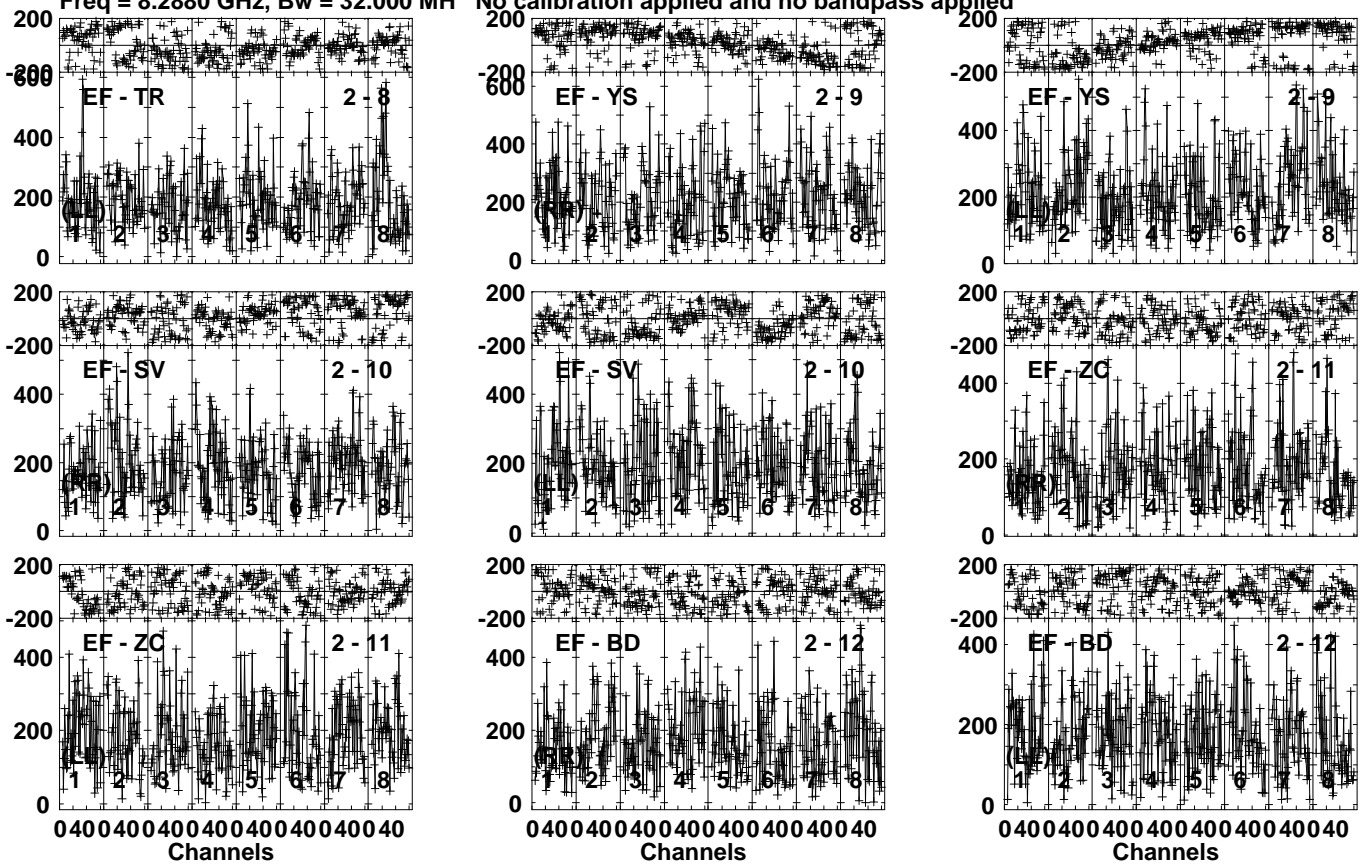 Freq = 8.2880 GHz, Bw = 32.000 MH No calibration applied and no bandpass applied
200
-200
600
400
200
0
EF - TR 2 - 8
(LL)
1 2 3 4 5 6 7 8
200
-200
600
400
200
0
EF - YS 2 - 9
(RR)
1 2 3 4 5 6 7 8
200
-200
400
200
0
EF - YS 2 - 9
(LL)
1 2 3 4 5 6 7 8
200
-200
400
200
0
EF - SV 2 - 10
(RR)
1 2 3 4 5 6 7 8
200
-200
400
200
0
EF - SV 2 - 10
(LL)
1 2 3 4 5 6 7 8
200
-200
400
200
0
EF - ZC 2 - 11
(RR)
1 2 3 4 5 6 7 8
200
-200
400
200
0
EF - ZC 2 - 11
(LL)
1 2 3 4 5 6 7 8
0 40 0 40 0 40 0 40 0 40 0 40 0 40 0 40
Channels
200
-200
400
200
0
EF - BD 2 - 12
(RR)
1 2 3 4 5 6 7 8
0 40 0 40 0 40 0 40 0 40 0 40 0 40 0 40
Channels
200
-200
400
200
0
EF - BD 2 - 12
(LL)
1 2 3 4 5 6 7 8
0 40 0 40 0 40 0 40 0 40 0 40 0 40 0 40
Channels